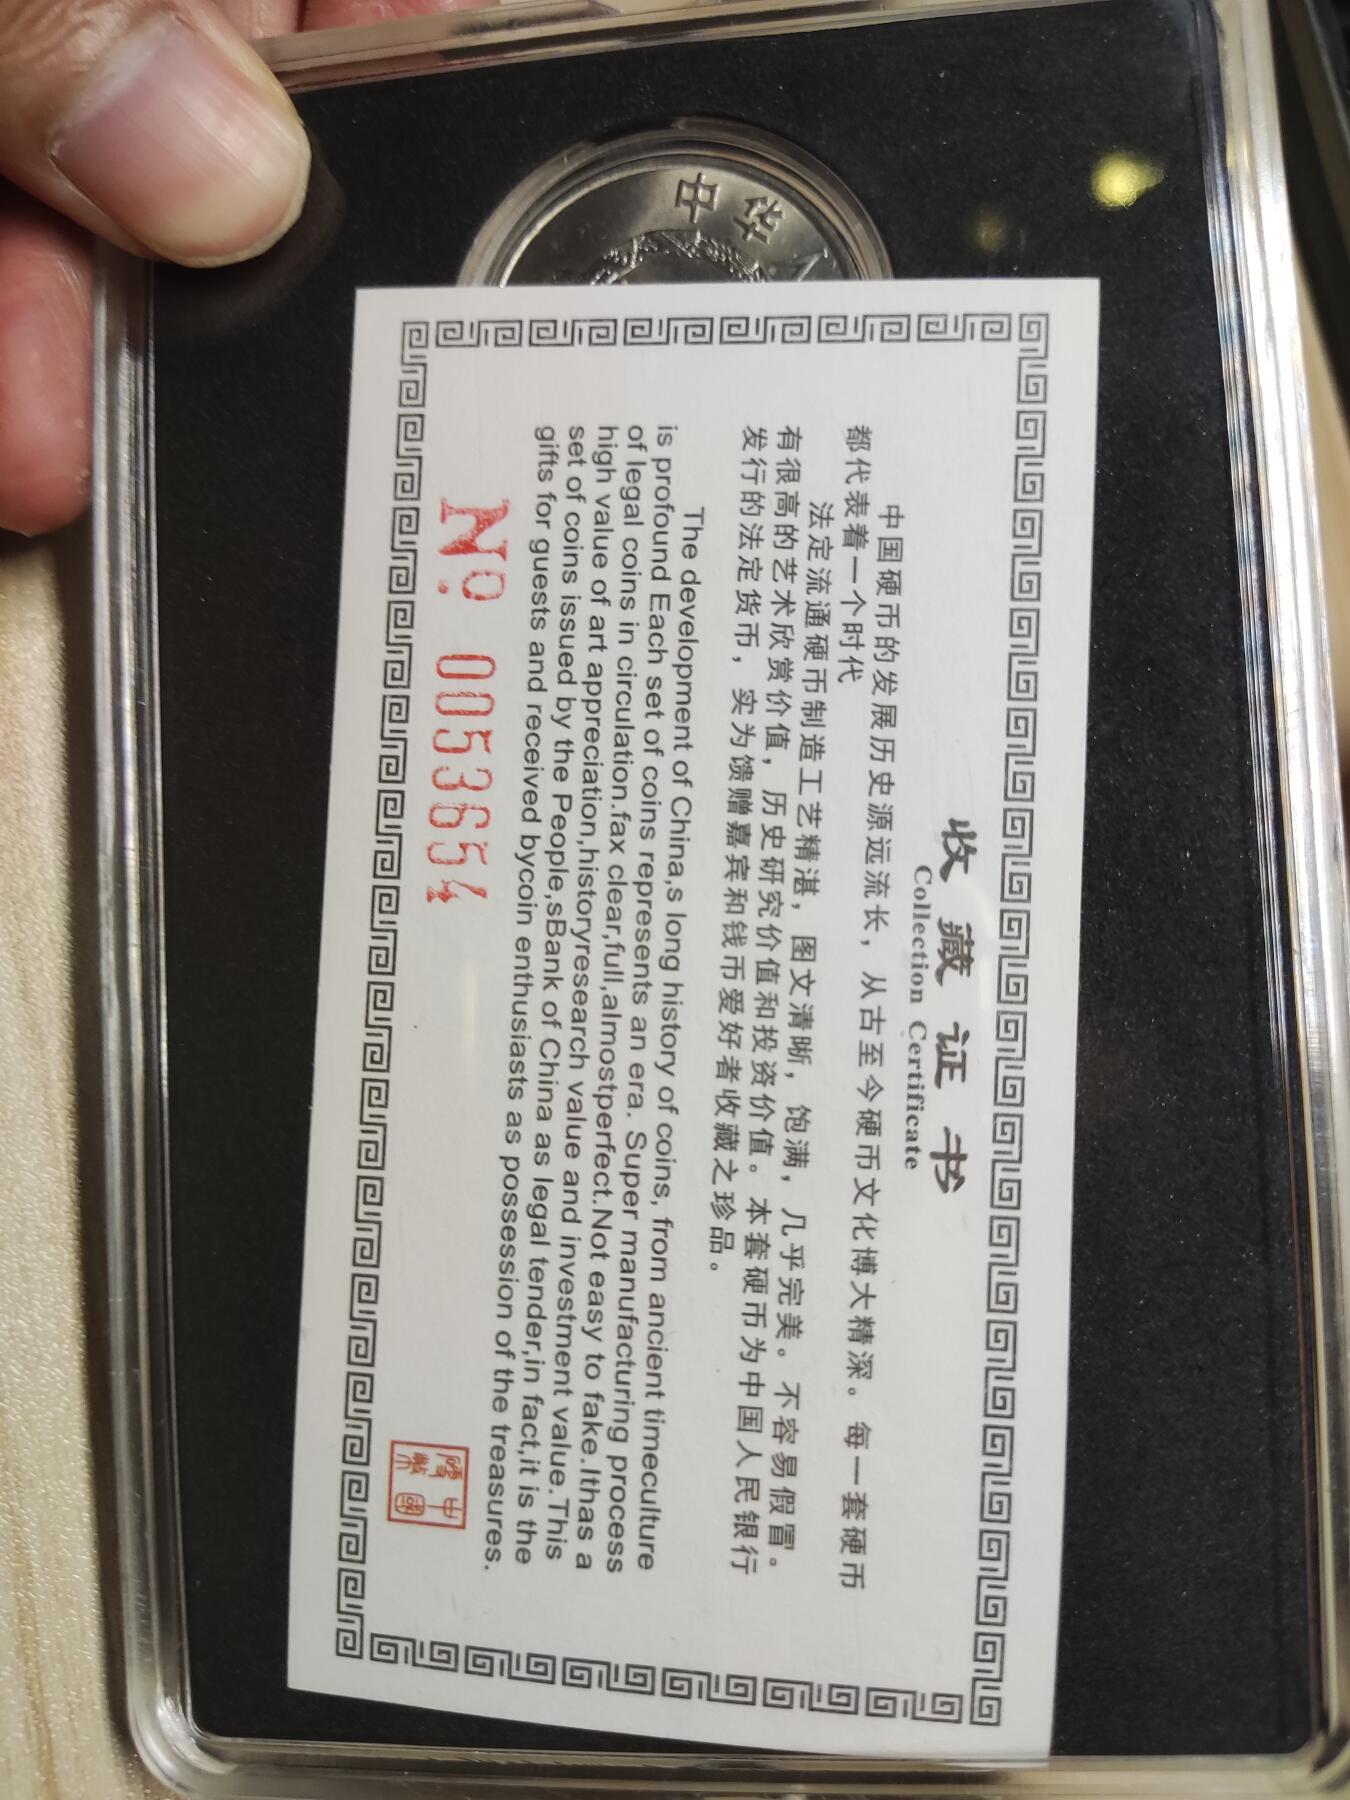 中华人
收藏证书
Collection Certificate
中国硬币的发展历史源远流长，从古至今硬币文化博大精深。每一套硬币
都代表着一个时代
法定流通硬币制造工艺精湛，图文清晰，饱满，几乎完美。不容易假冒。
有很高的艺术欣赏价值，历史研究价值和投资价值。本套硬币为中国人民银行
发行的法定货币，实为馈赠嘉宾和钱币爱好者收藏之珍品。
The development of China,s long history of coins, from ancient timeculture
is profound Each set of coins represents an era. Super manufacturing process
of legal coins in circulation.fax clear,full,almostperfect.Not easy to fake.Ithas a
high value of art appreciation,historyresearch value and investment value.This
set of coins issued by the People,sBank of China as legal tender,in fact,it is the
gifts for guests and received bycoin enthusiasts as possession of the treasures.
No. 0053654
中國